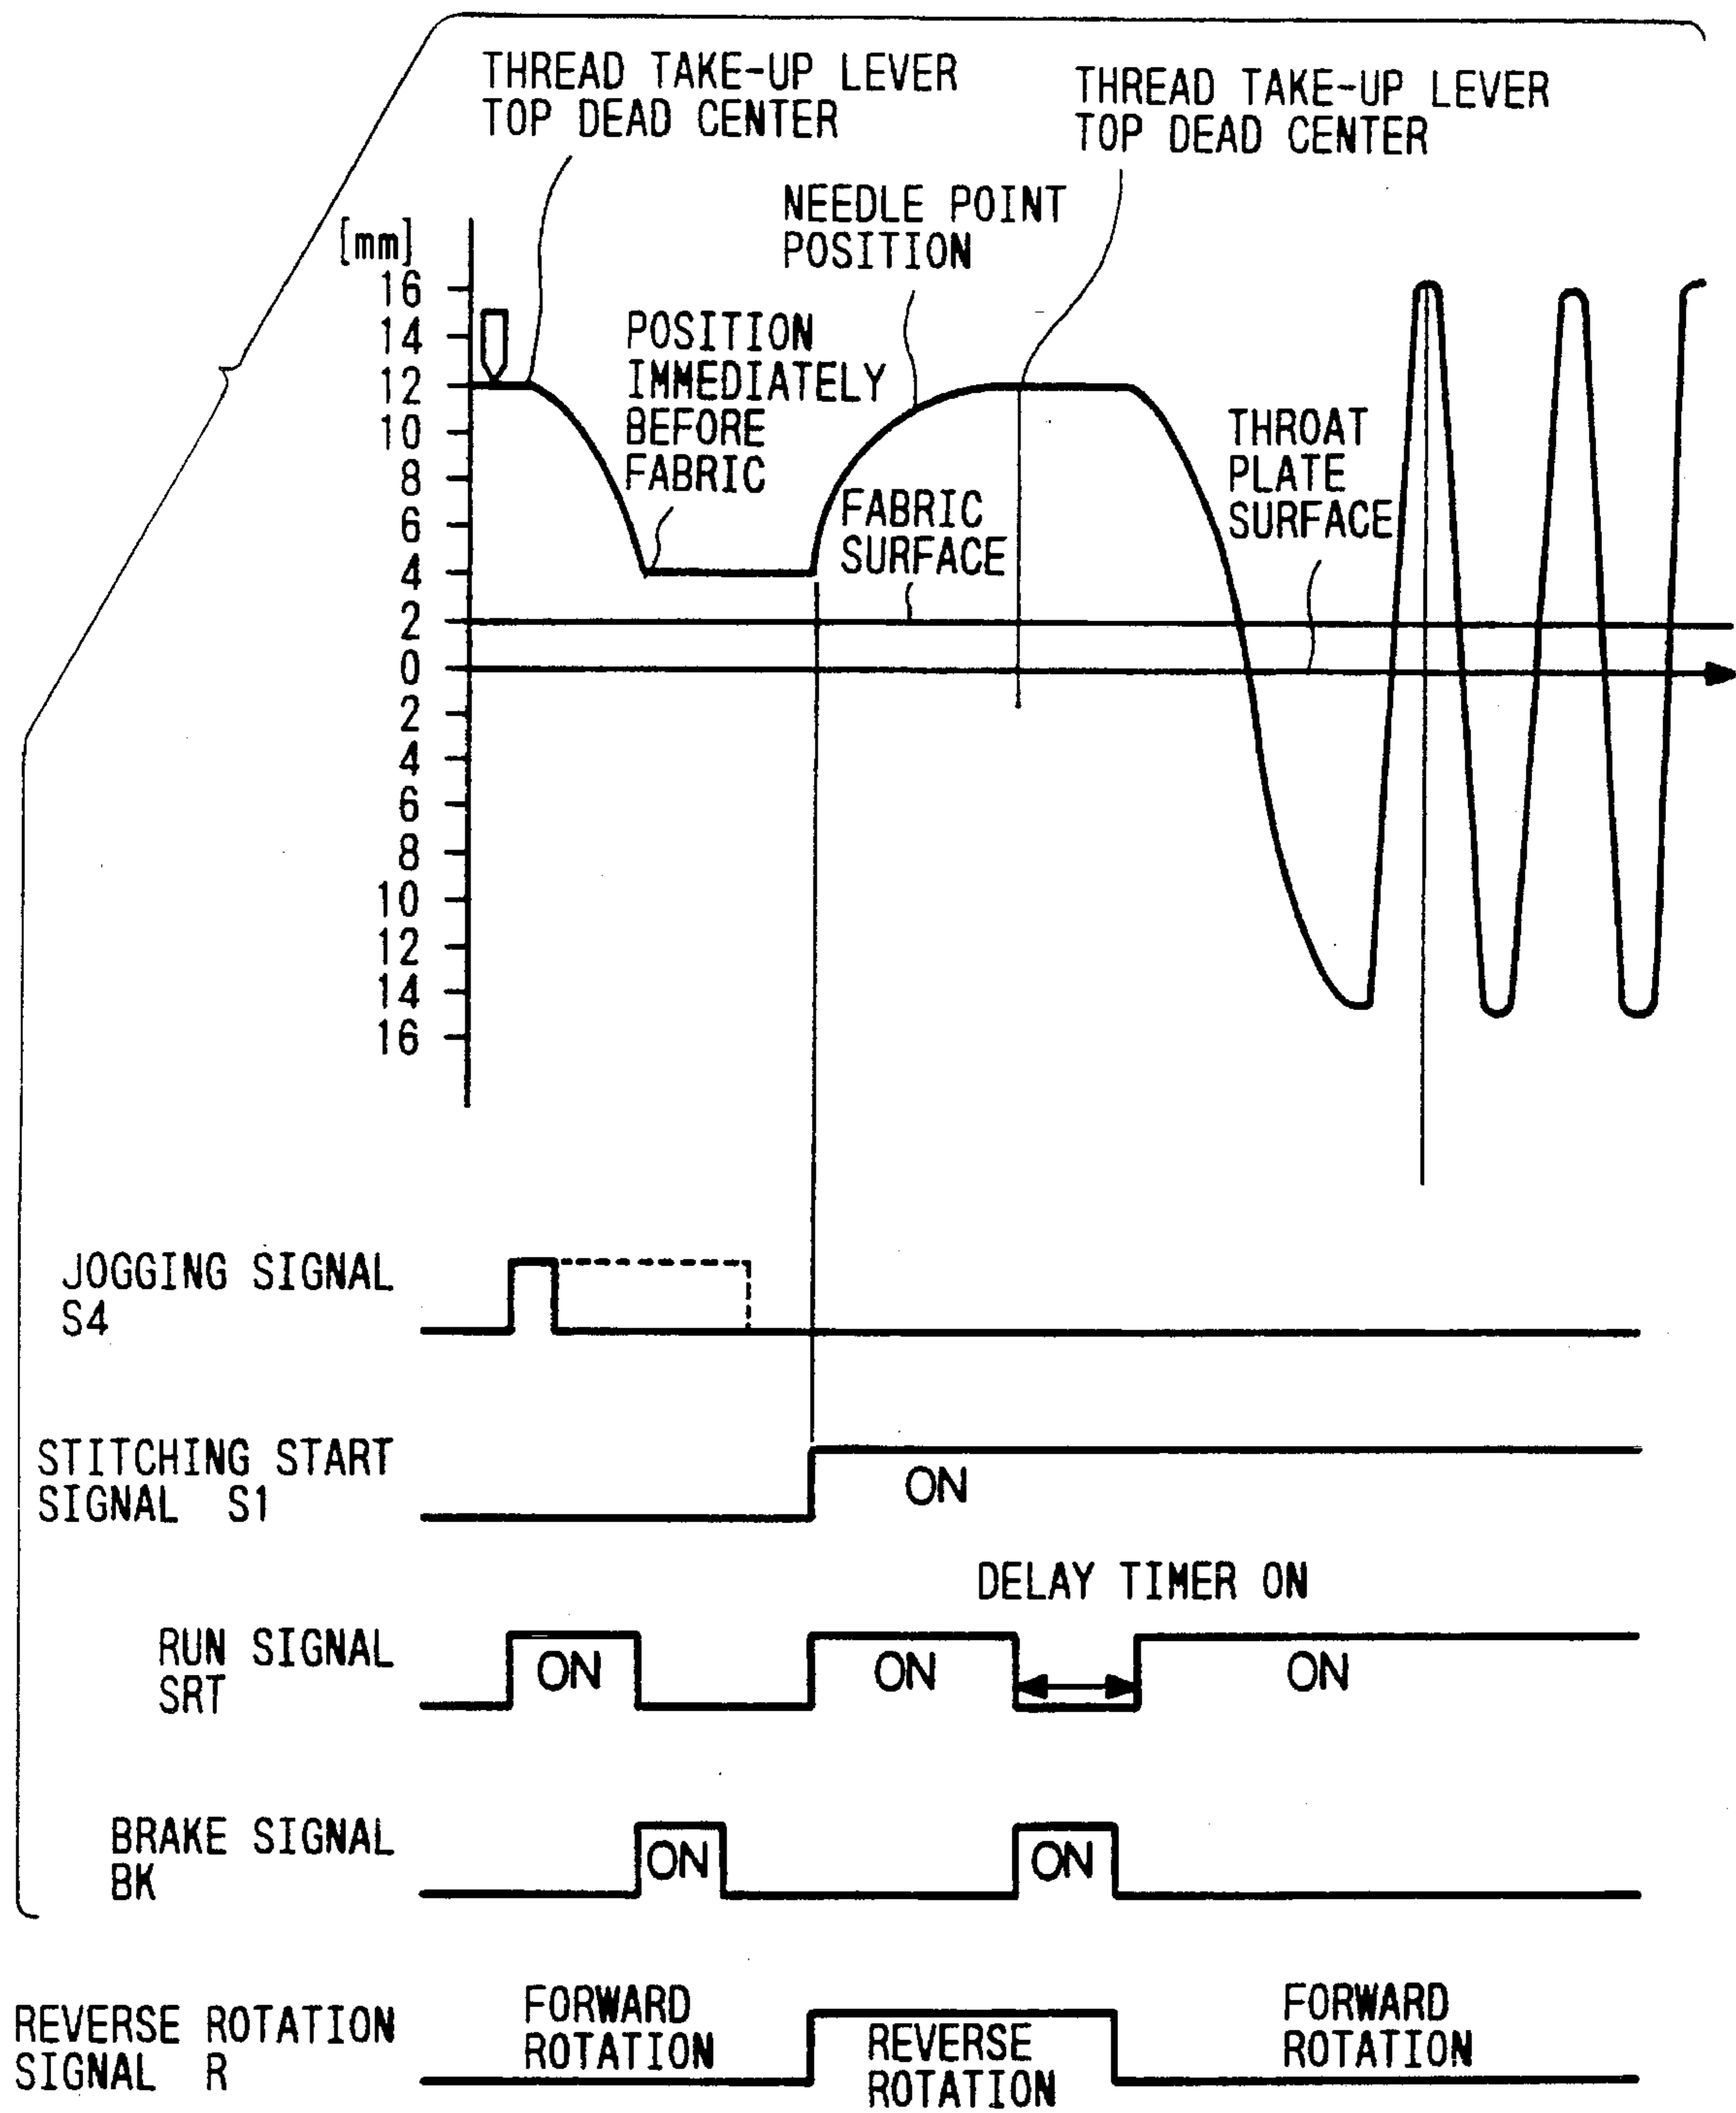 THREAD TAKE-UP LEVER
TOP DEAD CENTER
THREAD TAKE-UP LEVER
TOP DEAD CENTER
NEEDLE POINT
POSITION
[mm]
16
14
12
10
8
6
4
2
0
2
4
6
8
10
12
14
16
POSITION
IMMEDIATELY
BEFORE
FABRIC
FABRIC
SURFACE
THROAT
PLATE
SURFACE
JOGGING SIGNAL
S4
STITCHING START
SIGNAL S1
ON
DELAY TIMER ON
RUN SIGNAL
SRT
ON
ON
ON
BRAKE SIGNAL
BK
ON
ON
REVERSE ROTATION
SIGNAL R
FORWARD
ROTATION
REVERSE
ROTATION
FORWARD
ROTATION